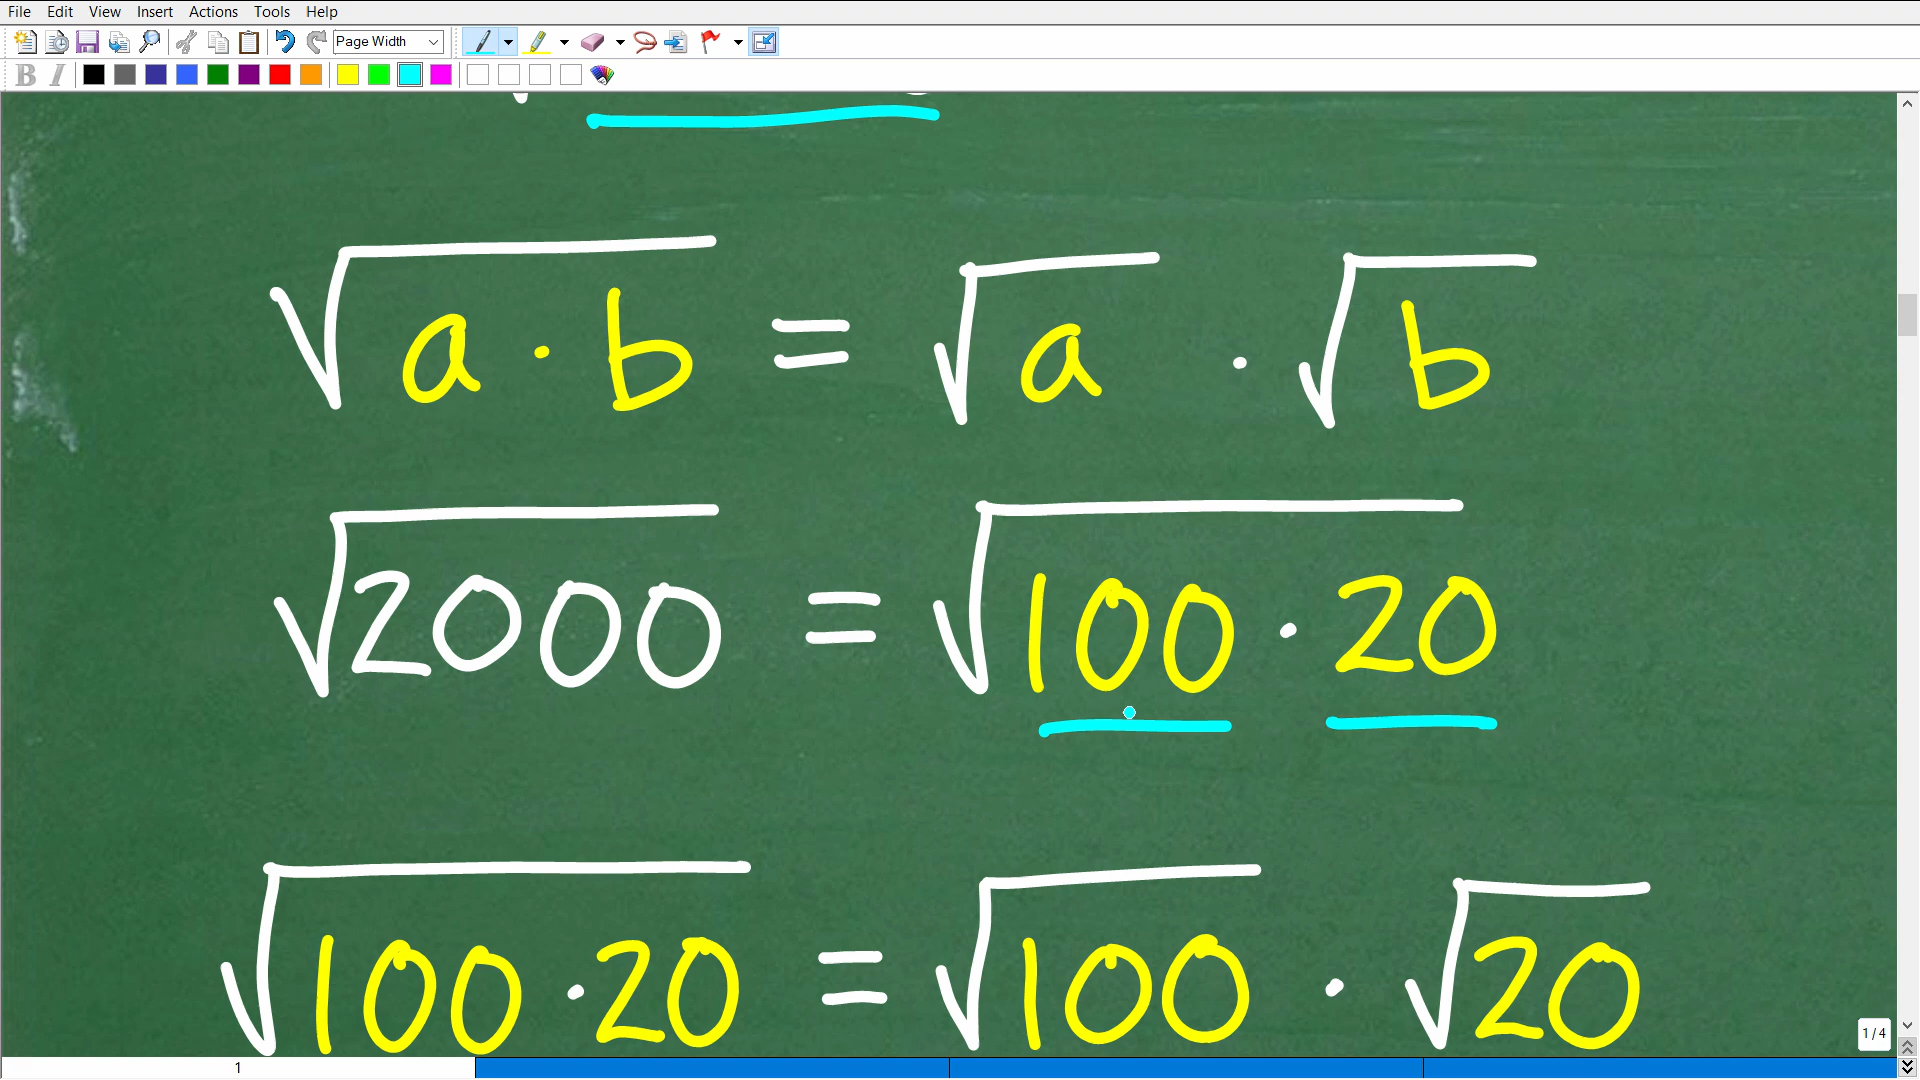 File Edit View Insert Actions Tools Help
Page Width
B I
√a · b = √a · √b
√2000 = √100 · 20
√100 · 20 = √100 · √20
1 / 4
1